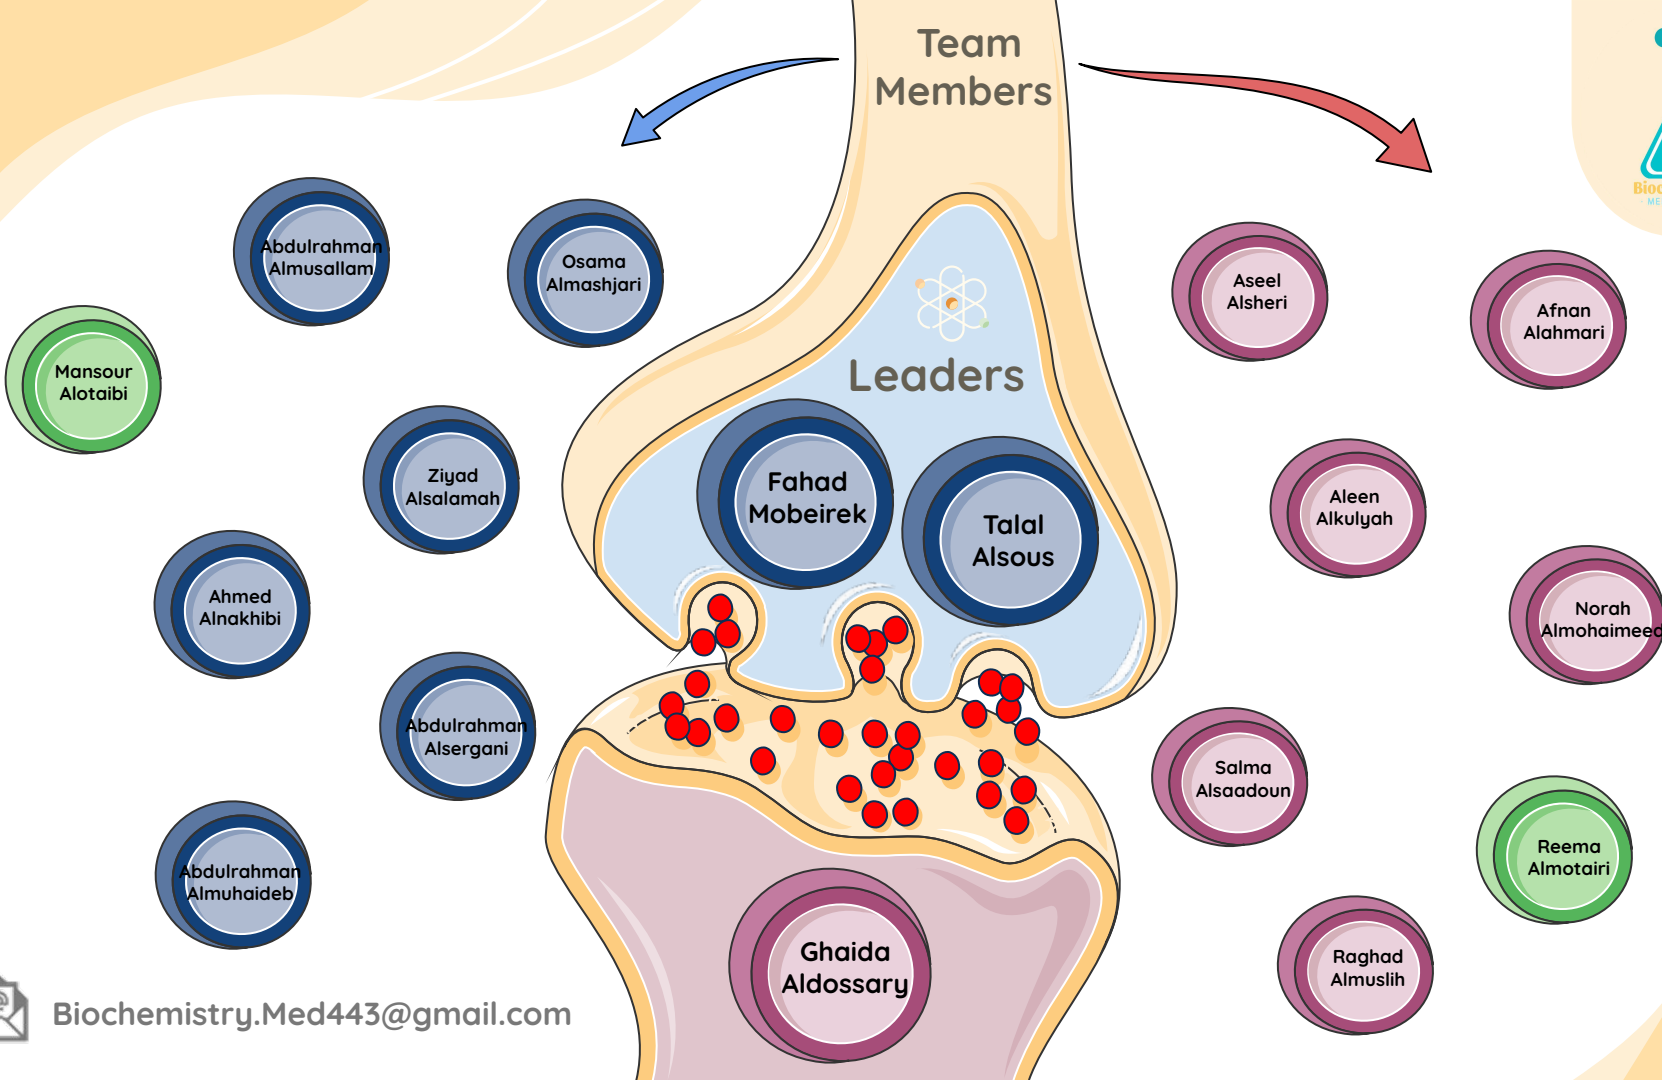 Team
Members
Abdulrahman
Almusallam
Osama
Almashjari
Mansour
Alotaibi
Ziyad
Alsalamah
Ahmed
Alnakhibi
Abdulrahman
Alsergani
Abdulrahman
Almuhaideb
Leaders
Fahad
Mobeirek
Talal
Alsous
Ghaida
Aldossary
Aseel
Alsheri
Afnan
Alahmari
Aleen
Alkulyah
Norah
Almohaimeed
Salma
Alsaadoun
Reema
Almotairi
Raghad
Almuslih
Biochemistry.Med443@gmail.com